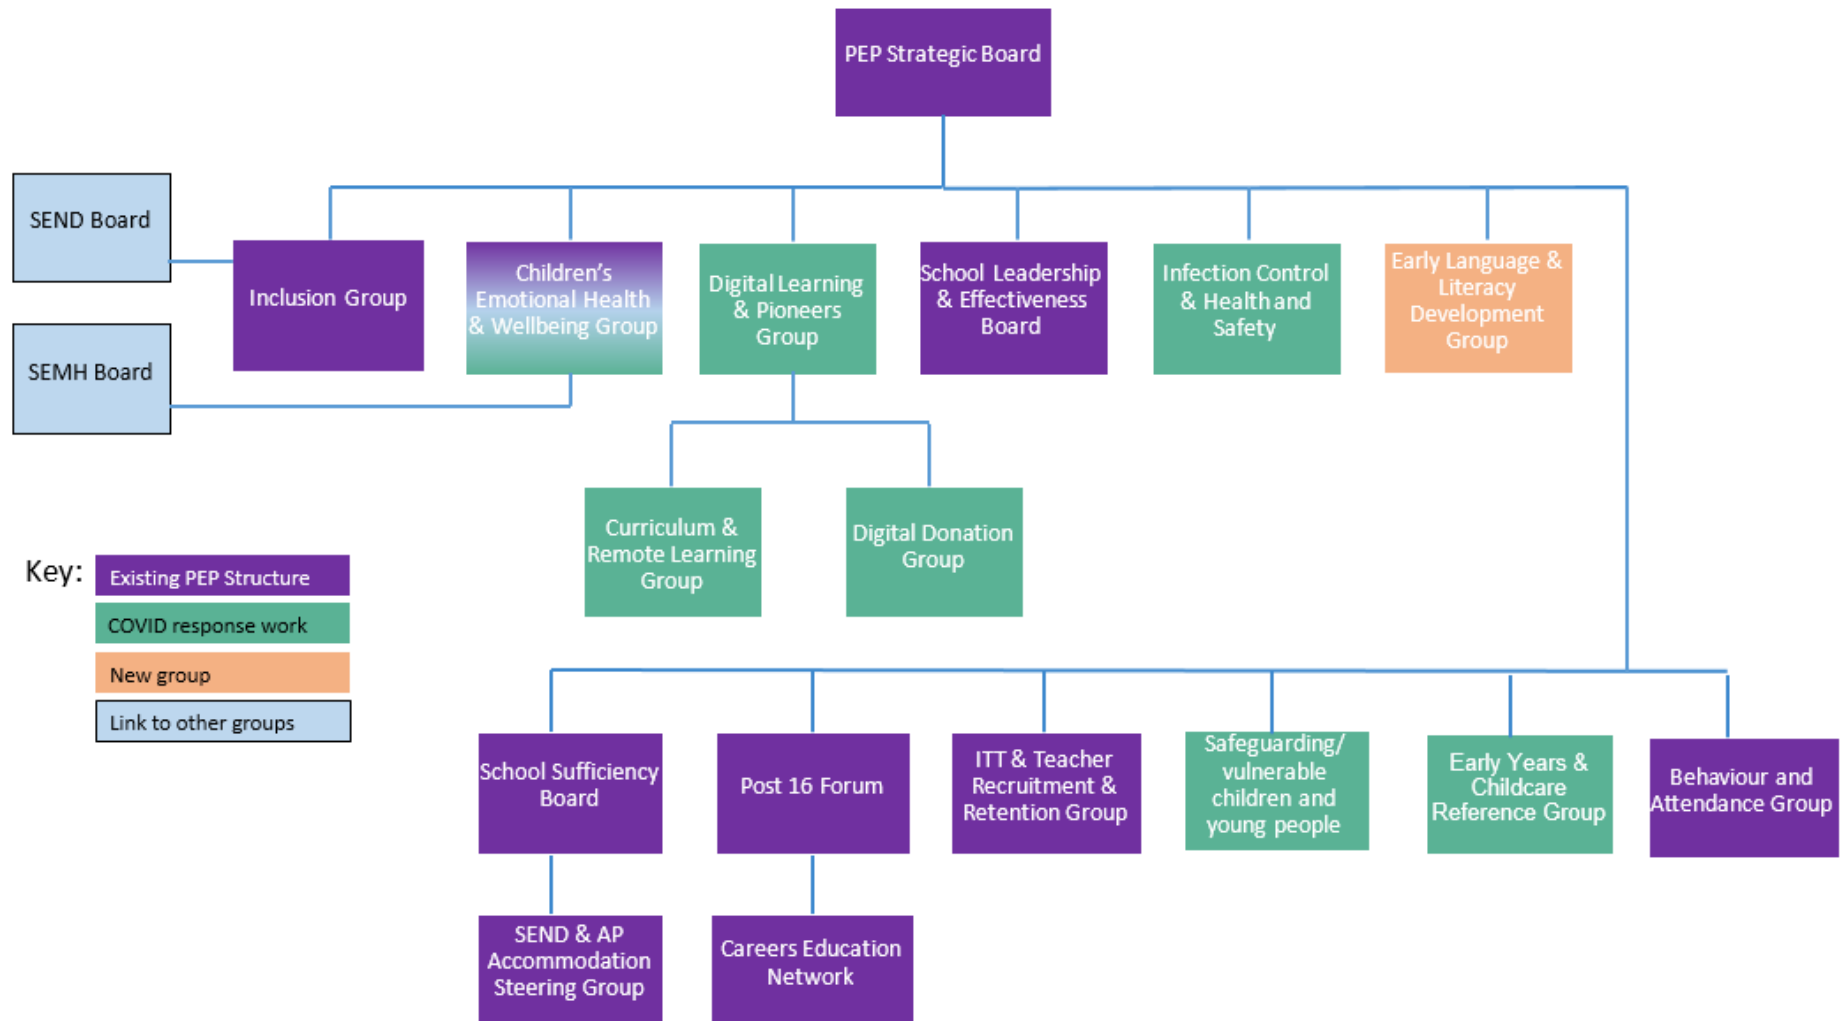 PEP Strategic Board
SEND Board
Inclusion Group
Children's
Emotional Health
& Wellbeing Group
Digital Learning
& Pioneers
Group
School Leadership
& Effectiveness
Board
Infection Control
& Health and
Safety
Early Language &
Literacy
Development
Group
SEMH Board
Curriculum &
Remote Learning
Group
Digital Donation
Group
Key:
Existing PEP Structure
COVID response work
New group
Link to other groups
School Sufficiency
Board
Post 16 Forum
ITT & Teacher
Recruitment &
Retention Group
Safeguarding/
vulnerable
children and
young people
Early Years &
Childcare
Reference Group
Behaviour and
Attendance Group
SEND & AP
Accommodation
Steering Group
Careers Education
Network